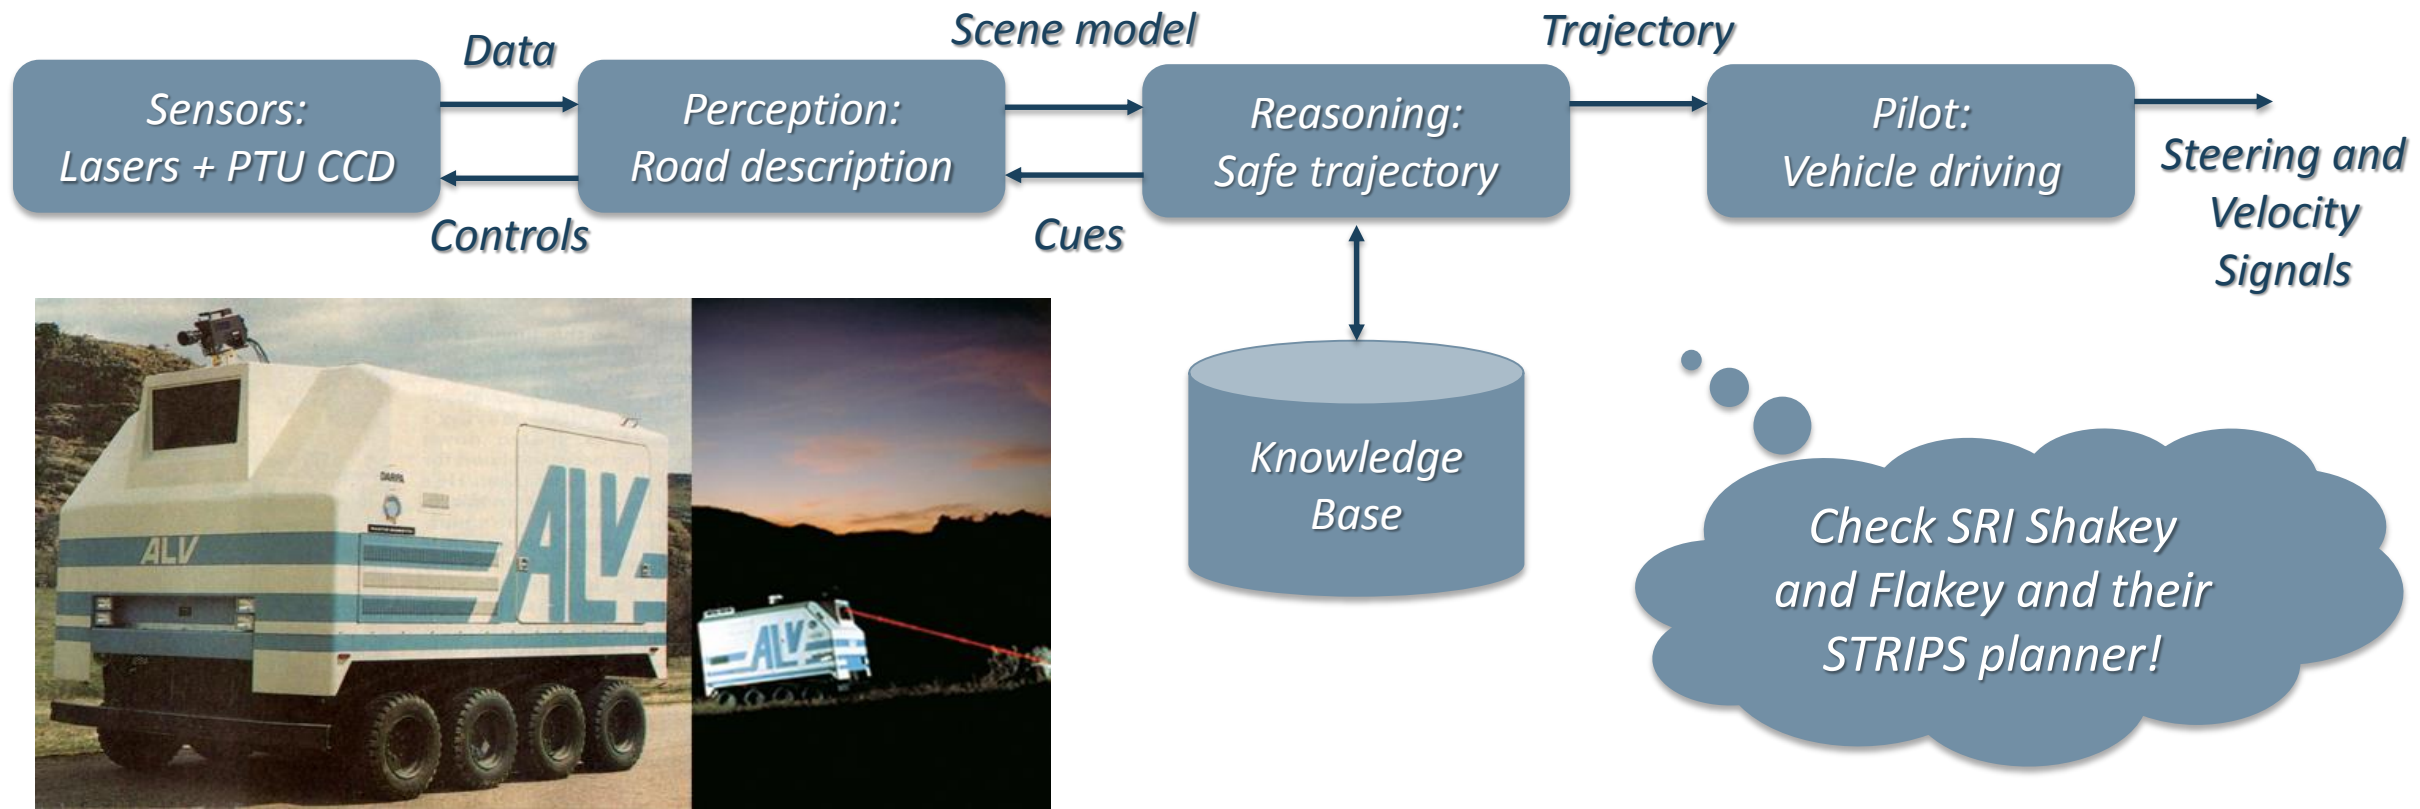 Data
Scene model
Trajectory
Sensors:
Lasers + PTU CCD
Perception:
Road description
Reasoning:
Safe trajectory
Pilot:
Vehicle driving
Controls
Cues
Steering and
Velocity
Signals
Knowledge
Base
Check SRI Shakey
and Flakey and their
STRIPS planner!
DARPA
ALV
ALV
ALV